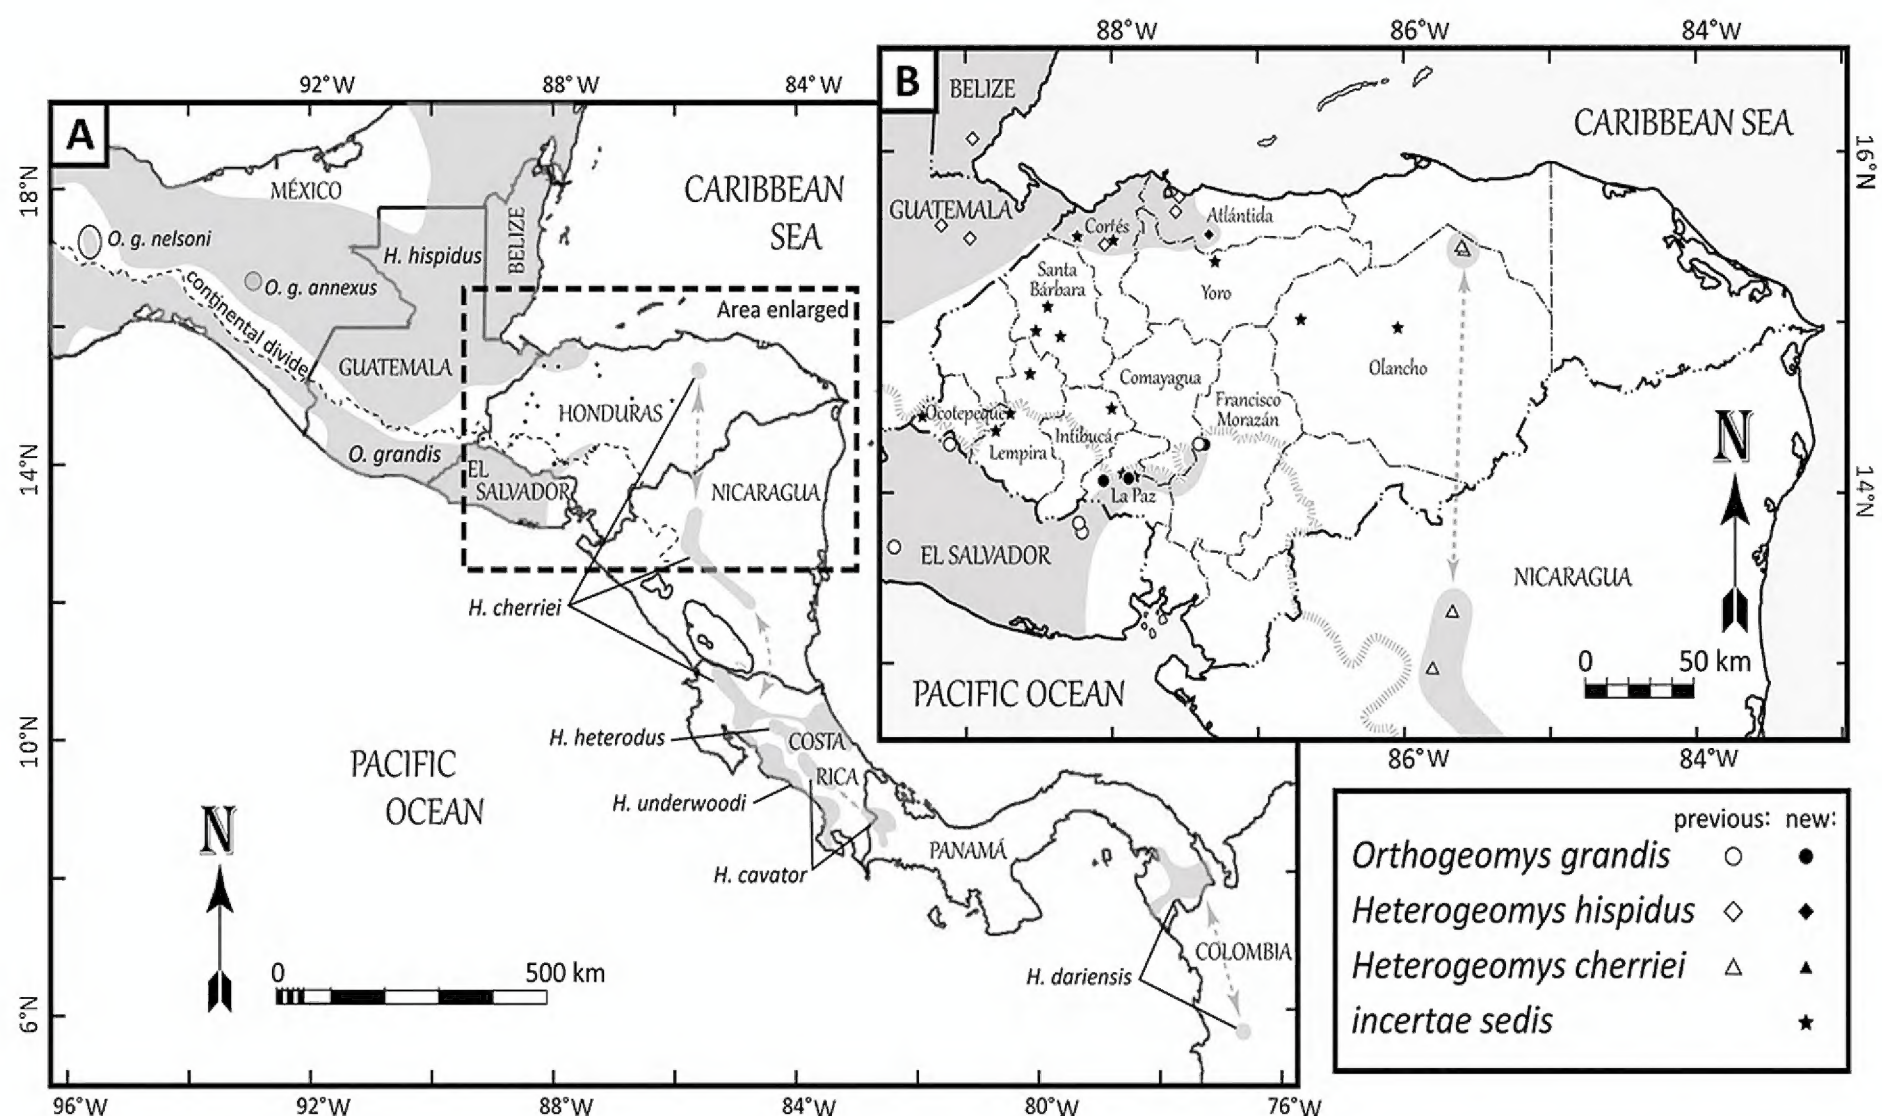 A
92°W
88°W
84°W
18°N
14°N
10°N
6°N
MÉXICO
CARIBBEAN
SEA
BELIZE
O. g. nelsoni
H. hispidus
O. g. annexus
continental divide
Area enlarged
GUATEMALA
HONDURAS
O. grandis
EL
SALVADOR
NICARAGUA
H. cherriei
H. heterodus
COSTA
RICA
H. underwoodi
H. cavator
PANAMÁ
PACIFIC
OCEAN
COLOMBIA
H. dariensis
N
0
500 km
96°W
92°W
88°W
84°W
80°W
76°W
B
88°W
86°W
84°W
BELIZE
CARIBBEAN SEA
16°N
GUATEMALA
Cortés
Atlántida
Santa
Bárbara
Yoro
Olancho
Comayagua
Francisco
Morazán
Ocotepeque
Intibucá
Lempira
La Paz
N
14°N
EL SALVADOR
NICARAGUA
PACIFIC OCEAN
0
50 km
86°W
84°W
previous: new:
Orthogeomys grandis
Heterogeomys hispidus
Heterogeomys cherriei
incertae sedis